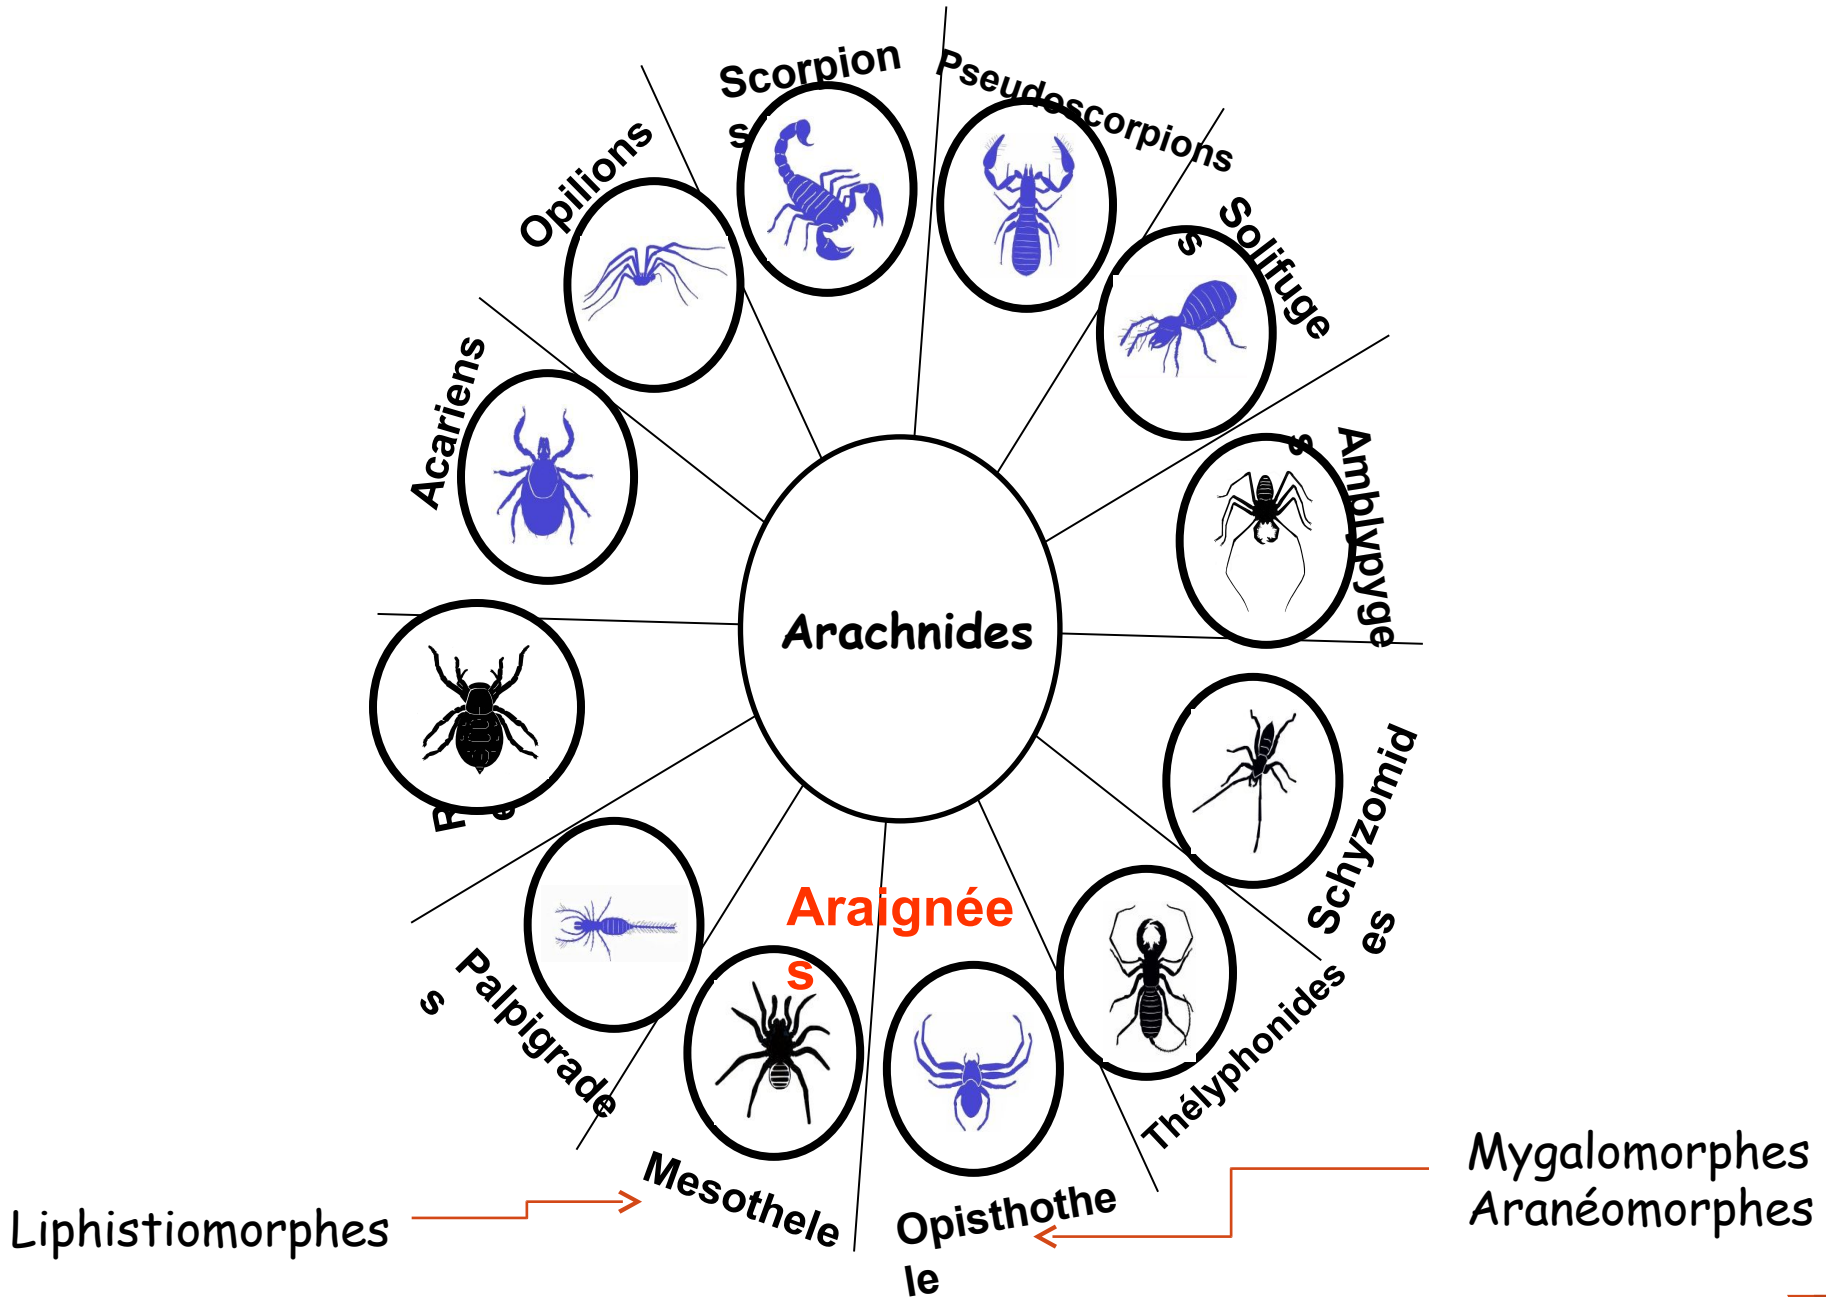 Scorpion
s
Pseudoscorpions
Solifuge
s
Amblypyge
s
Schyzomid
es
Thélyphonides
Opisthothe
le
Mesothele
Palpigrade
s
Acariens
Opilions
Arachnides
Araignée
s
Liphistiomorphes
Mygalomorphes
Aranéomorphes